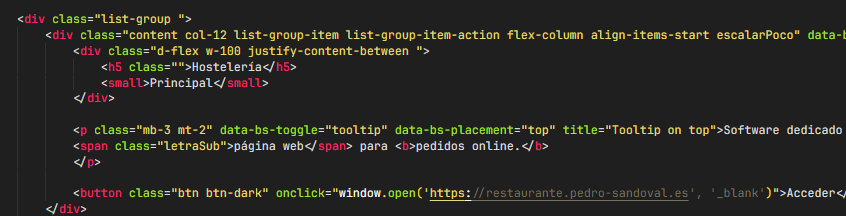 <div class="list-group ">
<div class="content col-12 list-group-item list-group-item-action flex-column align-items-start escalarPoco" data-b
<div class="d-flex w-100 justify-content-between ">
<h5 class="">Hostelería</h5>
<small>Principal</small>
</div>
<p class="mb-3 mt-2" data-bs-toggle="tooltip" data-bs-placement="top" title="Tooltip on top">Software dedicado
<span class="letraSub">página web</span> para <b>pedidos online.</b>
</p>
<button class="btn btn-dark" onclick="window.open('https://restaurante.pedro-sandoval.es', '_blank')">Acceder</
</div>